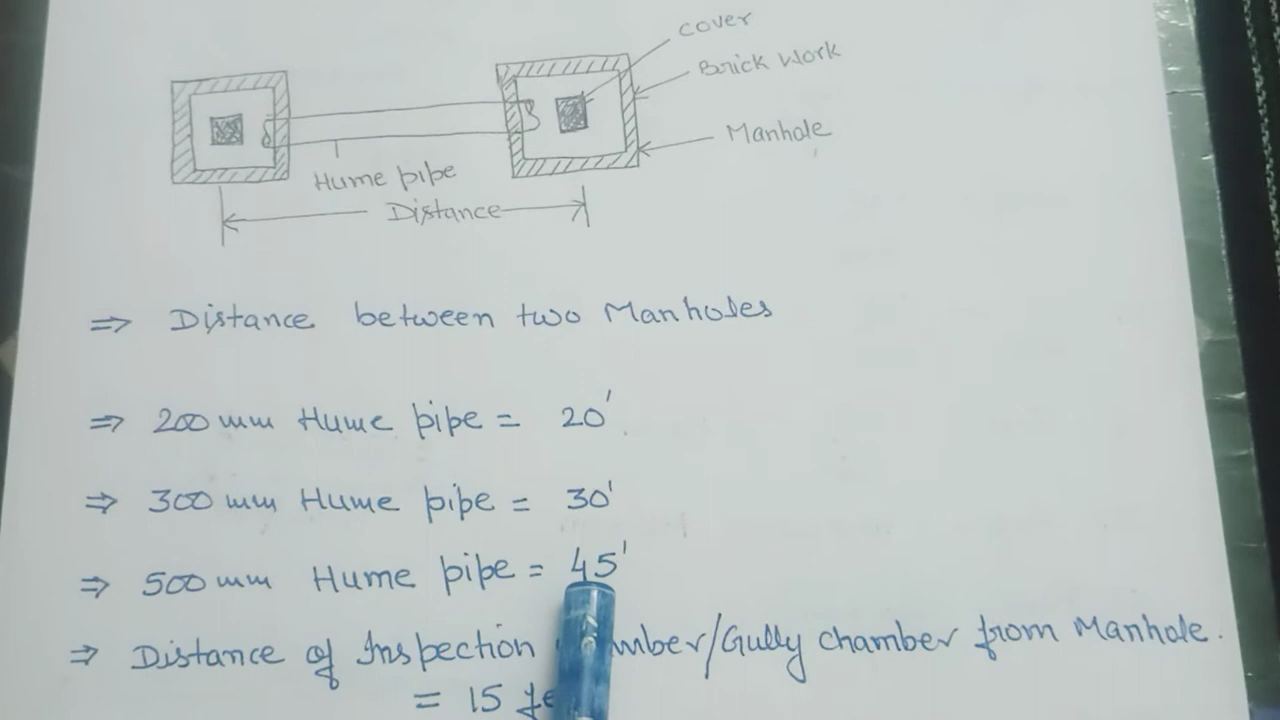 Cover
Brick Work
Manhole
Hume pipe
Distance
⇒ Distance between two Manholes
⇒ 200 mm Hume pipe = 20'
⇒ 300 mm Hume pipe = 30'
⇒ 500 mm Hume pipe = 45'
⇒ Distance of Inspection /Gully chamber from Manhole.
= 15